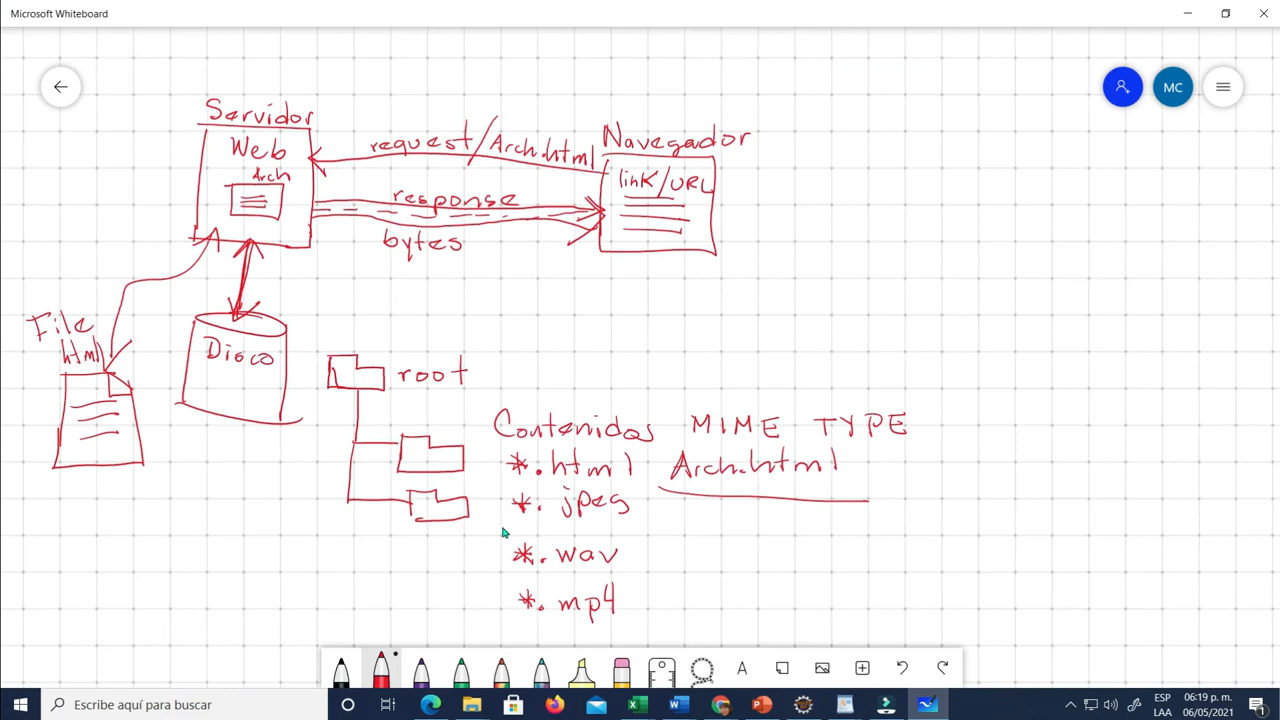 Microsoft Whiteboard
MC
Servidor
Web
Arch
request/Arch.html
Navegador
link/URL
response
bytes
File
html
Disco
root
Contenidos MIME TYPE
*.html Arch.html
*.jpeg
*.wav
*.mp4
A
Escribe aquí para buscar
ESP
LAA
06:19 p. m.
06/05/2021
1